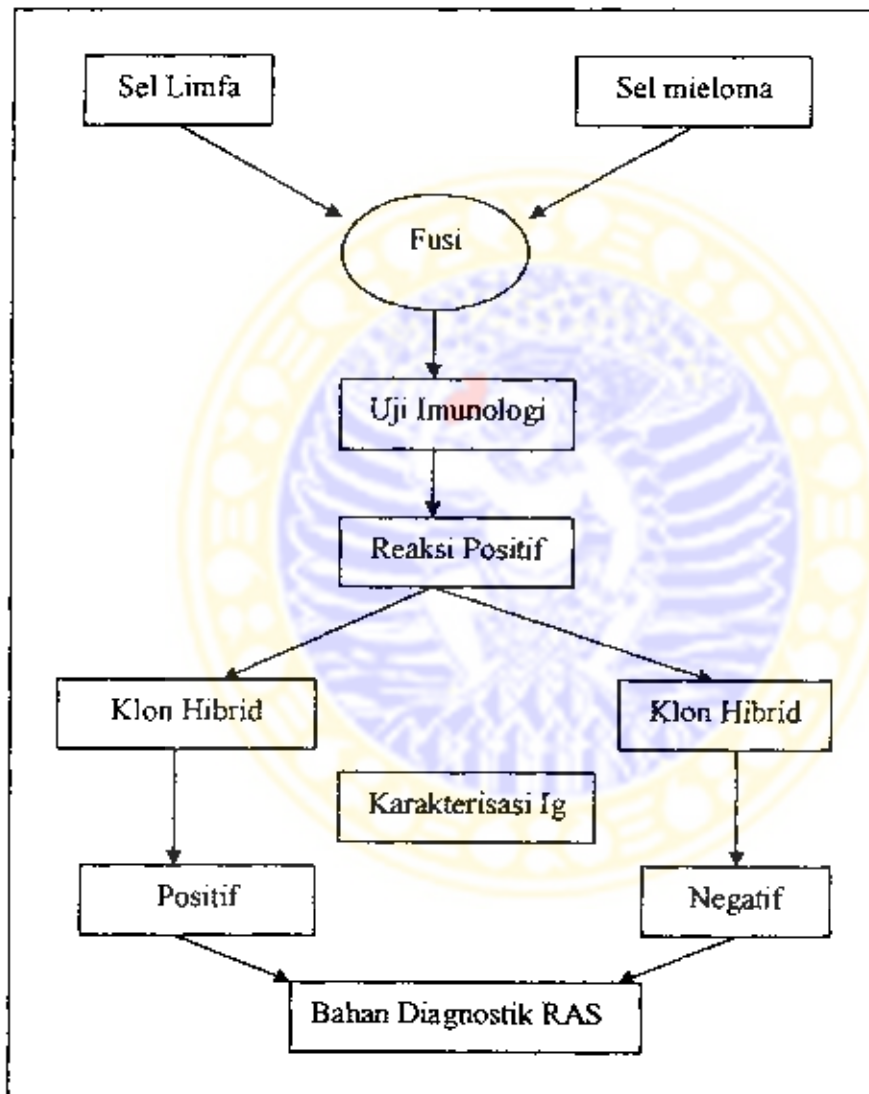 Sel Limfa
Sel mieloma
Fusi
Uji Imunologi
Reaksi Positif
Klon Hibrid
Klon Hibrid
Karakterisasi Ig
Positif
Negatif
Bahan Diagnostik RAS